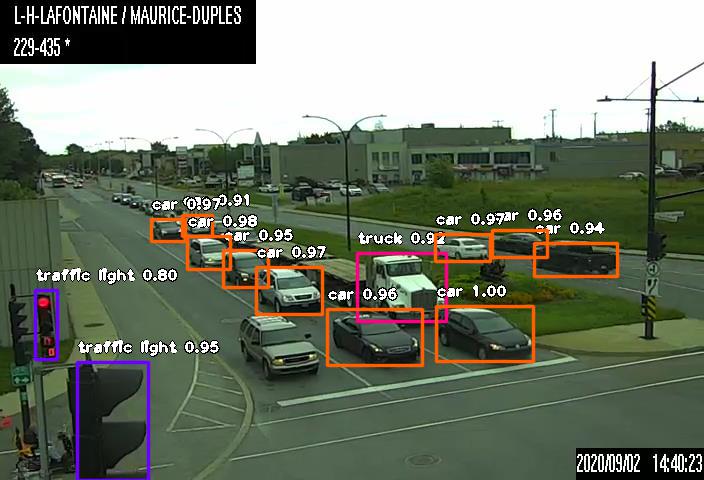 L-H-LAFONTAINE / MAURICE-DUPLES
229-435 *
car 0.97
0.91
car 0.98
car 0.95
car 0.97
truck 0.92
car 0.97
car 0.96
car 0.94
car 0.96
car 1.00
traffic light 0.80
traffic light 0.95
2020/09/02 14:40:23